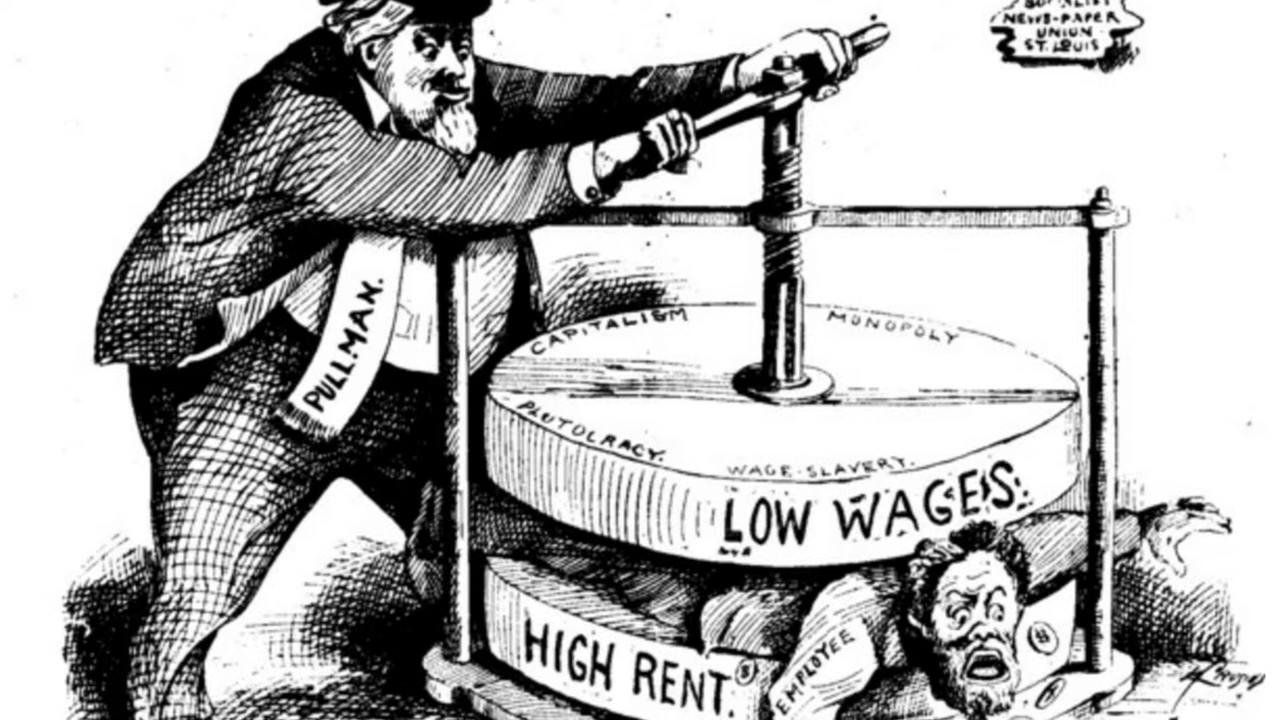 NEWS-PAPER
UNION
ST. LOUIS
PULLMAN.
CAPITALISM
MONOPOLY
PLUTOCRACY.
WAGE-SLAVERY.
LOW WAGES.
EMPLOYEE
HIGH RENT.
$
$
$